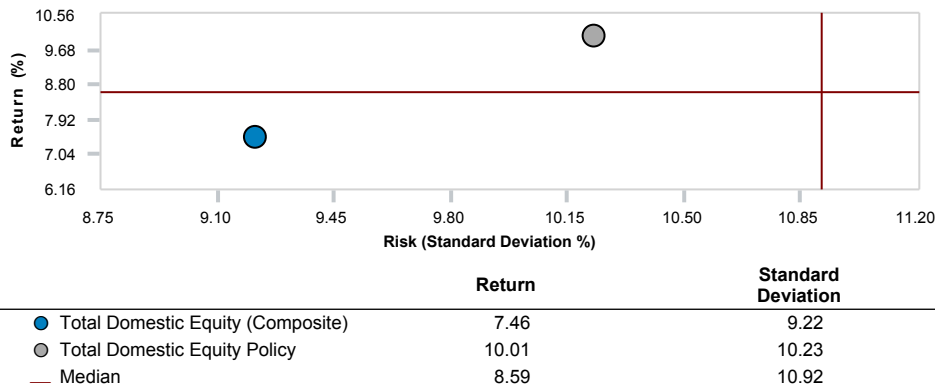 10.56
9.68
8.80
7.92
7.04
6.16
Return (%)
8.75 9.10 9.45 9.80 10.15 10.50 10.85 11.20
Risk (Standard Deviation %)
Return Standard Deviation
Total Domestic Equity (Composite) 7.46 9.22
Total Domestic Equity Policy 10.01 10.23
Median 8.59 10.92